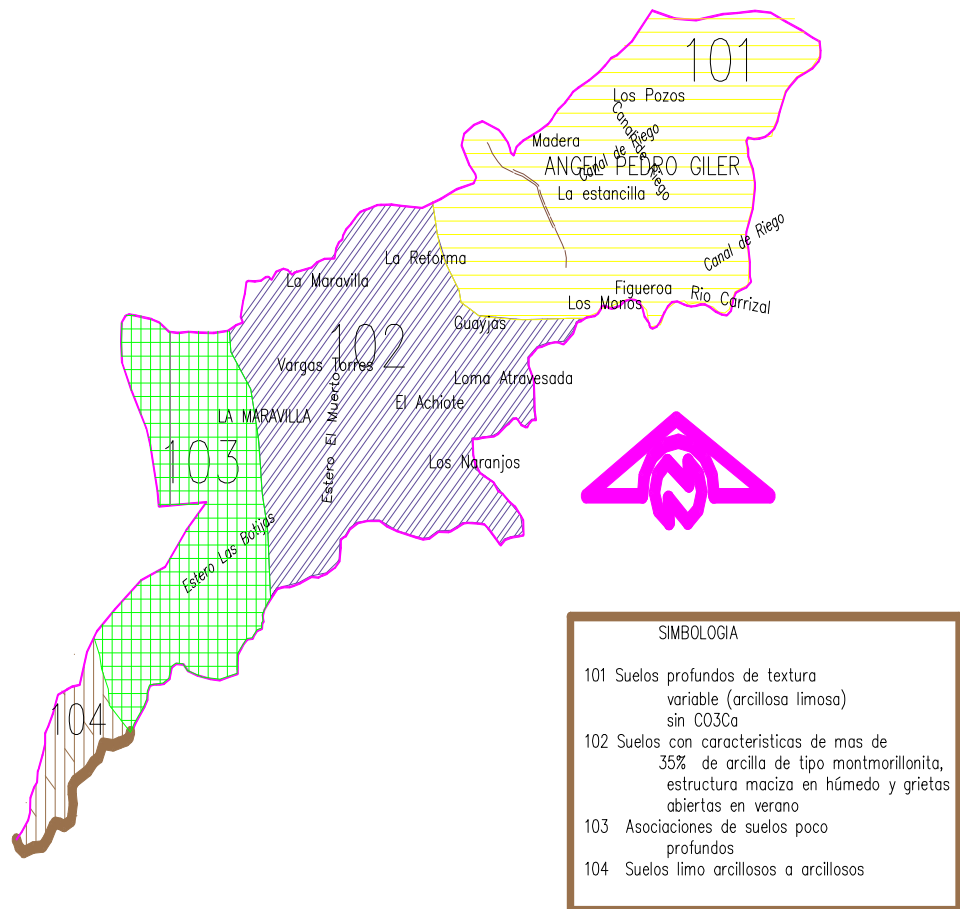 101
Los Pozos
Canal de Riego
Madera
Canal de Riego
ANGEL PEDRO GILER
La estancilla
Canal de Riego
La Reforma
La Maravilla
Figueroa
Rio Carrizal
Los Monos
Guayjas
102
Vargas Torres
Loma Atravesada
El Achiote
LA MARAVILLA
Estero El Muerto
103
Los Naranjos
N
Estero Las Botijas
104
SIMBOLOGIA
101 Suelos profundos de textura
variable (arcillosa limosa)
sin CO3Ca
102 Suelos con caracteristicas de mas de
35% de arcilla de tipo montmorillonita,
estructura maciza en húmedo y grietas
abiertas en verano
103 Asociaciones de suelos poco
profundos
104 Suelos limo arcillosos a arcillosos